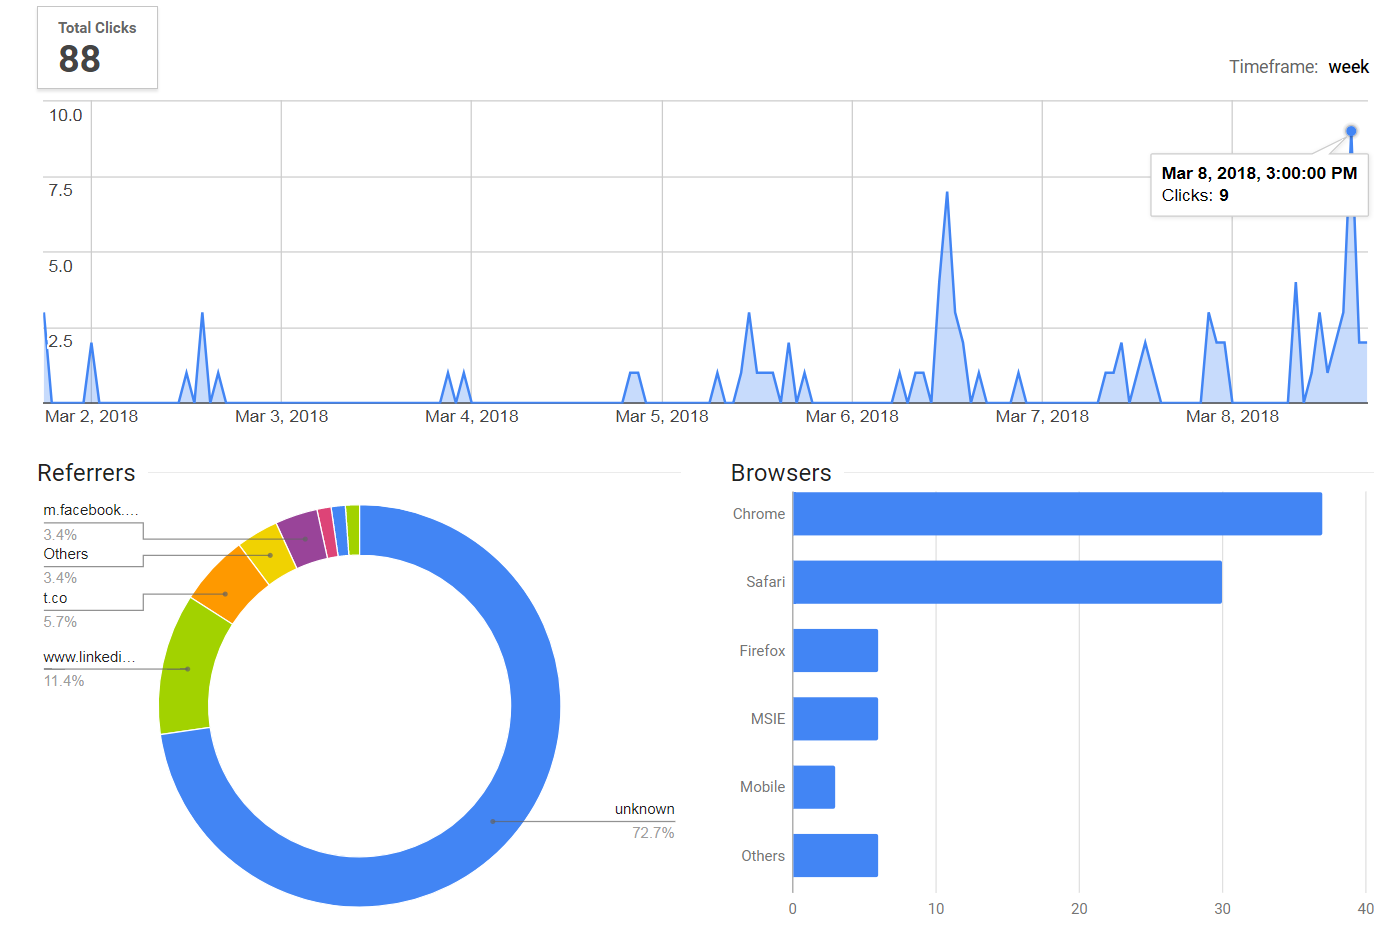 Total Clicks
88
Timeframe: week
10.0
7.5
5.0
2.5
Mar 8, 2018, 3:00:00 PM
Clicks: 9
Mar 2, 2018
Mar 3, 2018
Mar 4, 2018
Mar 5, 2018
Mar 6, 2018
Mar 7, 2018
Mar 8, 2018
Referrers
m.facebook....
3.4%
Others
3.4%
t.co
5.7%
www.linkedi...
11.4%
unknown
72.7%
Browsers
Chrome
Safari
Firefox
MSIE
Mobile
Others
0
10
20
30
40